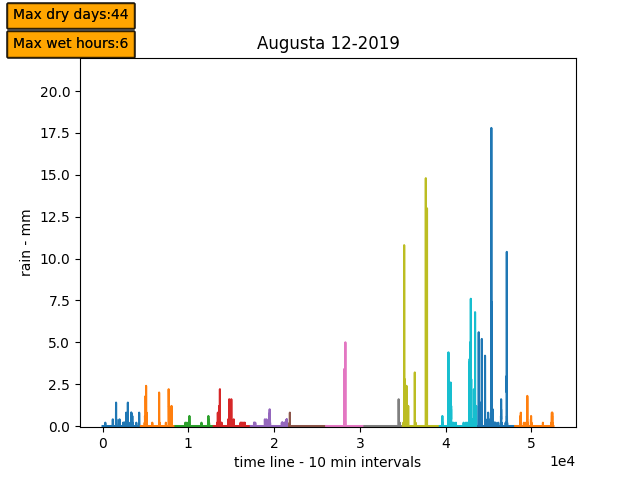 Max dry days:44
Max wet hours:6
Augusta 12-2019
rain - mm
20.0
17.5
15.0
12.5
10.0
7.5
5.0
2.5
0.0
0 1 2 3 4 5
1e4
time line - 10 min intervals